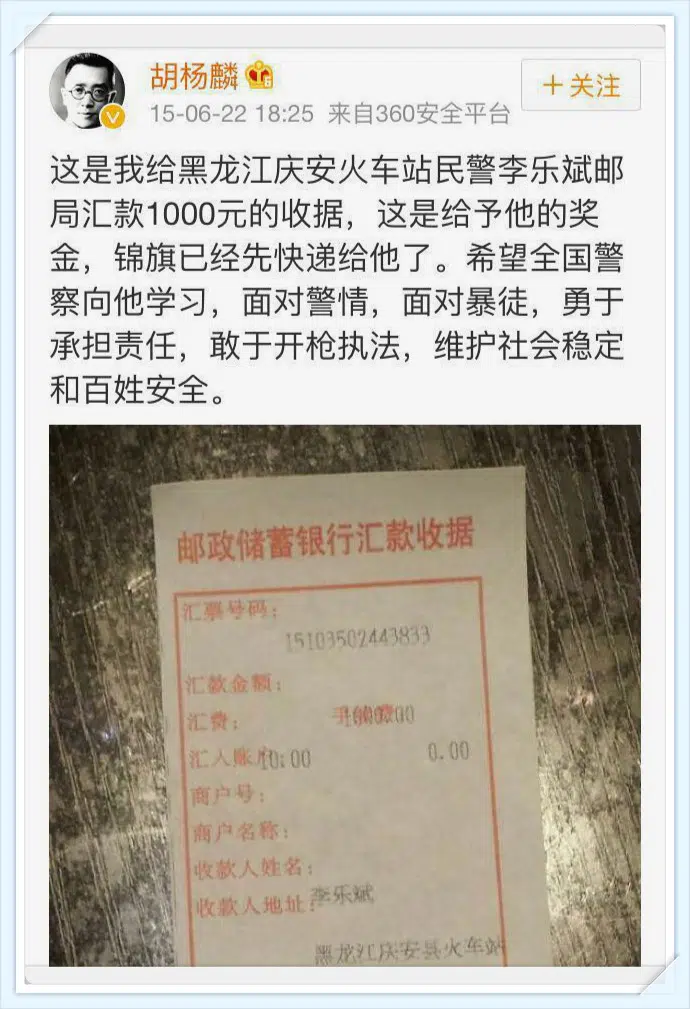 胡杨麟
15-06-22 18:25 来自360安全平台
＋关注
这是我给黑龙江庆安火车站民警李乐斌邮
局汇款1000元的收据，这是给予他的奖
金，锦旗已经先快递给他了。希望全国警
察向他学习，面对警情，面对暴徒，勇于
承担责任，敢于开枪执法，维护社会稳定
和百姓安全。
邮政储蓄银行汇款收据
汇票号码：
15103502443833
汇款金额：
汇费： 1000.00
汇入账户： 10.00 0.00
商户号：
商户名称：
收款人姓名：
收款人地址： 李乐斌
黑龙江庆安县火车站